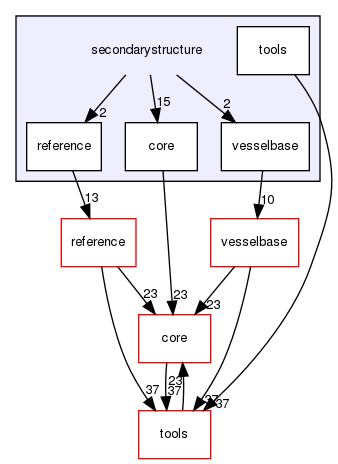 secondarystructure
tools
2
15
2
reference
core
vesselbase
13
10
reference
vesselbase
23
23
23
core
37
23
37
37
37
tools